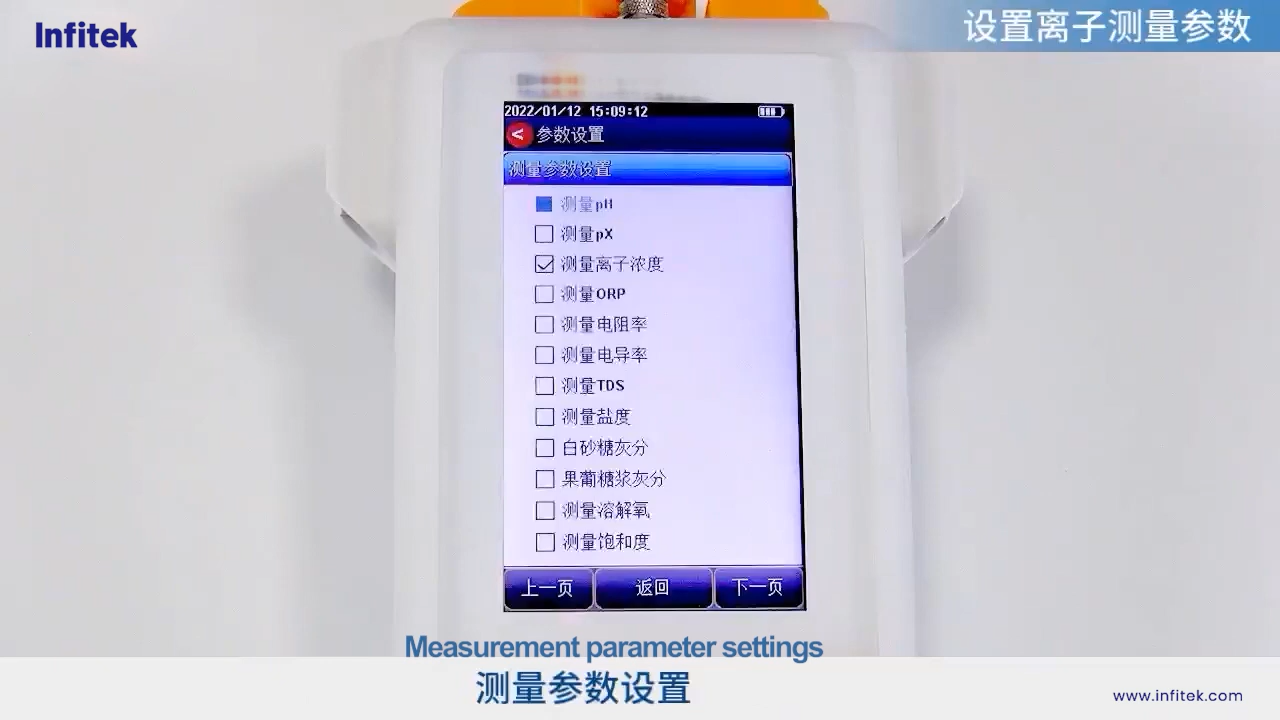 Infitek
设置离子测量参数
2022/01/12 15:09:12
< 参数设置
测量参数设置
测量pH
测量pX
测量离子浓度
测量ORP
测量电阻率
测量电导率
测量TDS
测量盐度
白砂糖灰分
果葡糖浆灰分
测量溶解氧
测量饱和度
上一页 返回 下一页
Measurement parameter settings
测量参数设置
www.infitek.com